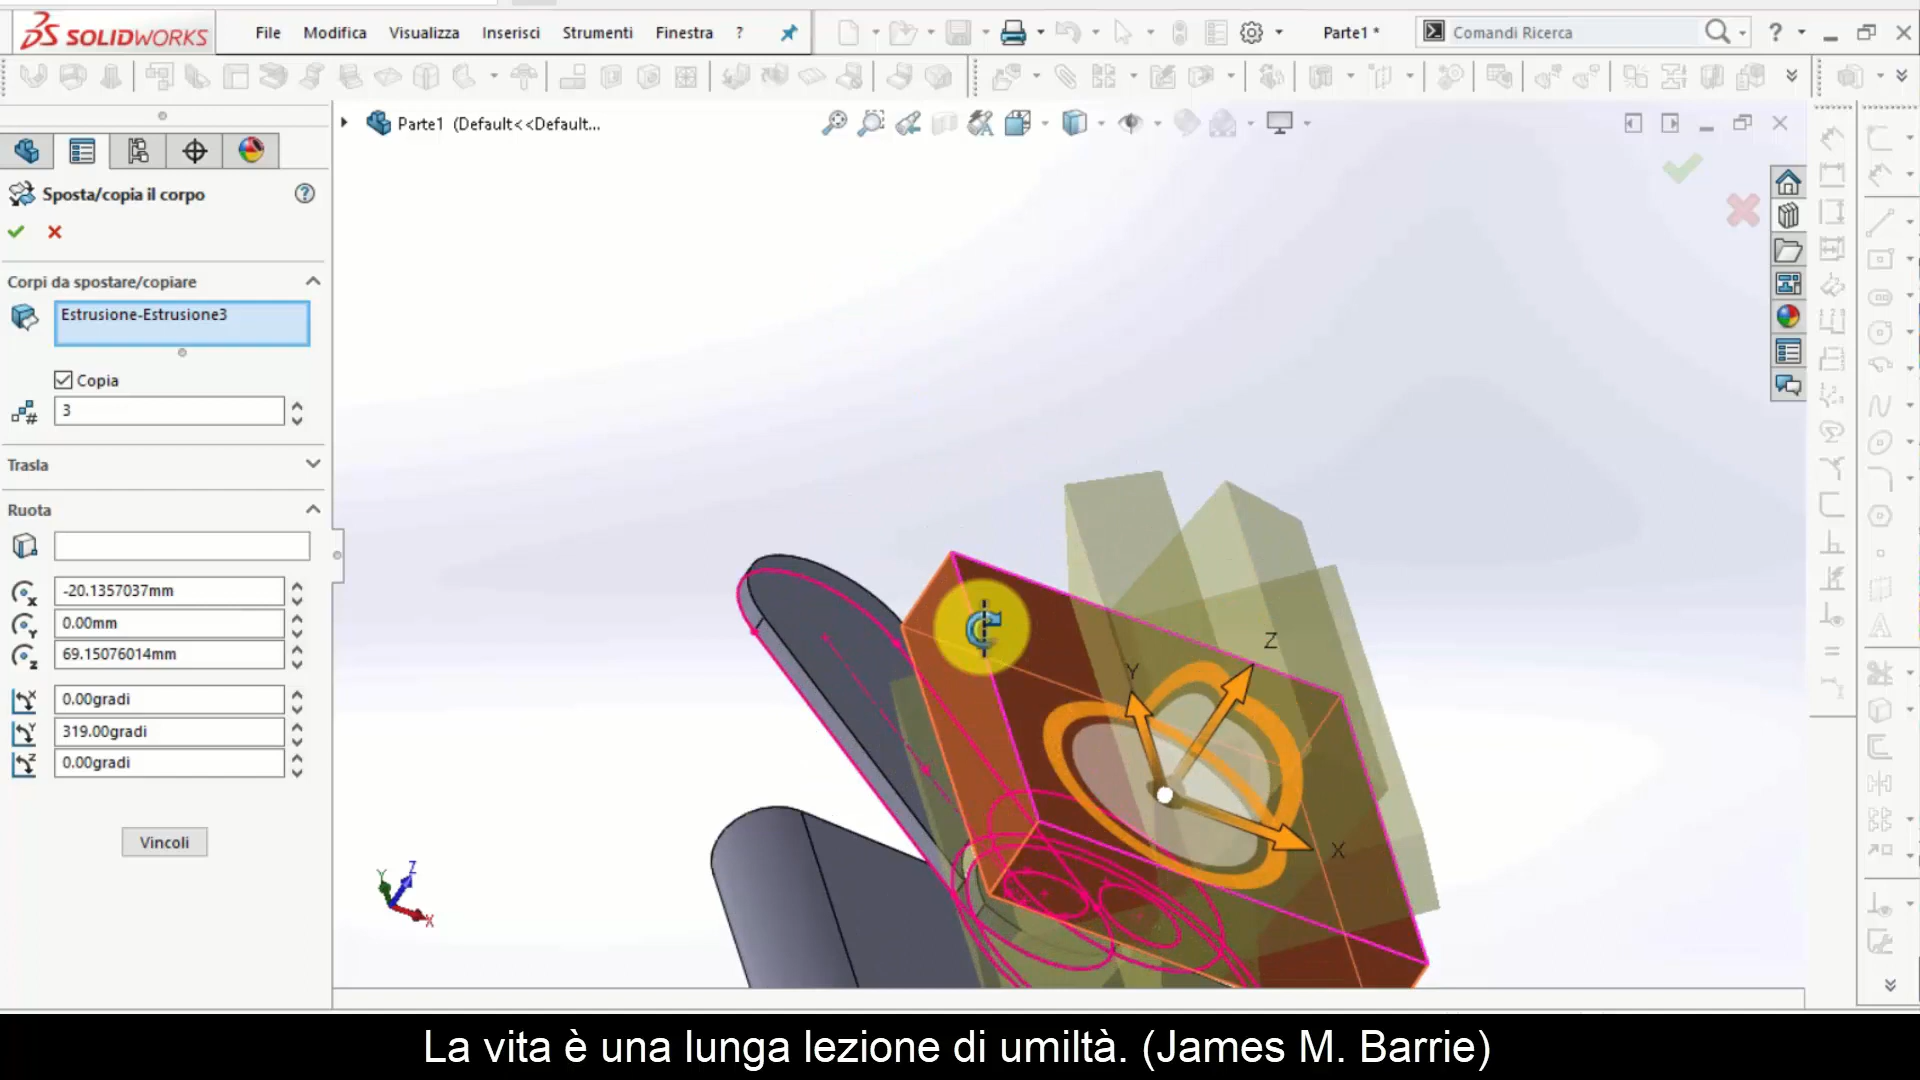 SOLIDWORKS
File Modifica Visualizza Inserisci Strumenti Finestra ?
Parte1 *
Comandi Ricerca
Parte1 (Default<<Default...
Sposta/copia il corpo
Corpi da spostare/copiare
Estrusione-Estrusione3
Copia
3
Trasla
Ruota
-20.1357037mm
0.00mm
69.15076014mm
0.00gradi
319.00gradi
0.00gradi
Vincoli
Z
Y
X
Z
Y
X
La vita è una lunga lezione di umiltà. (James M. Barrie)